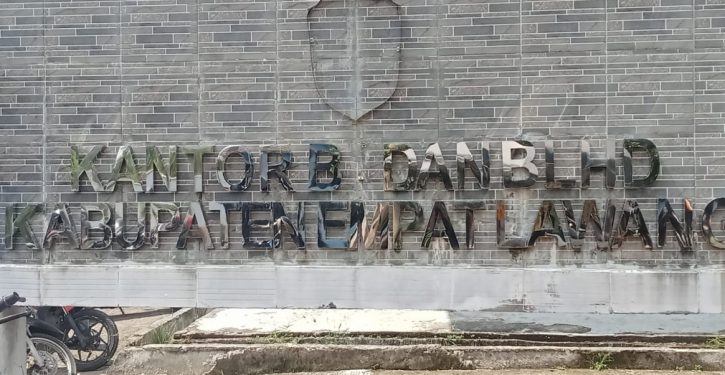 KANTOR B DAN BLHD
KABUPATEN EMPAT LAWANG